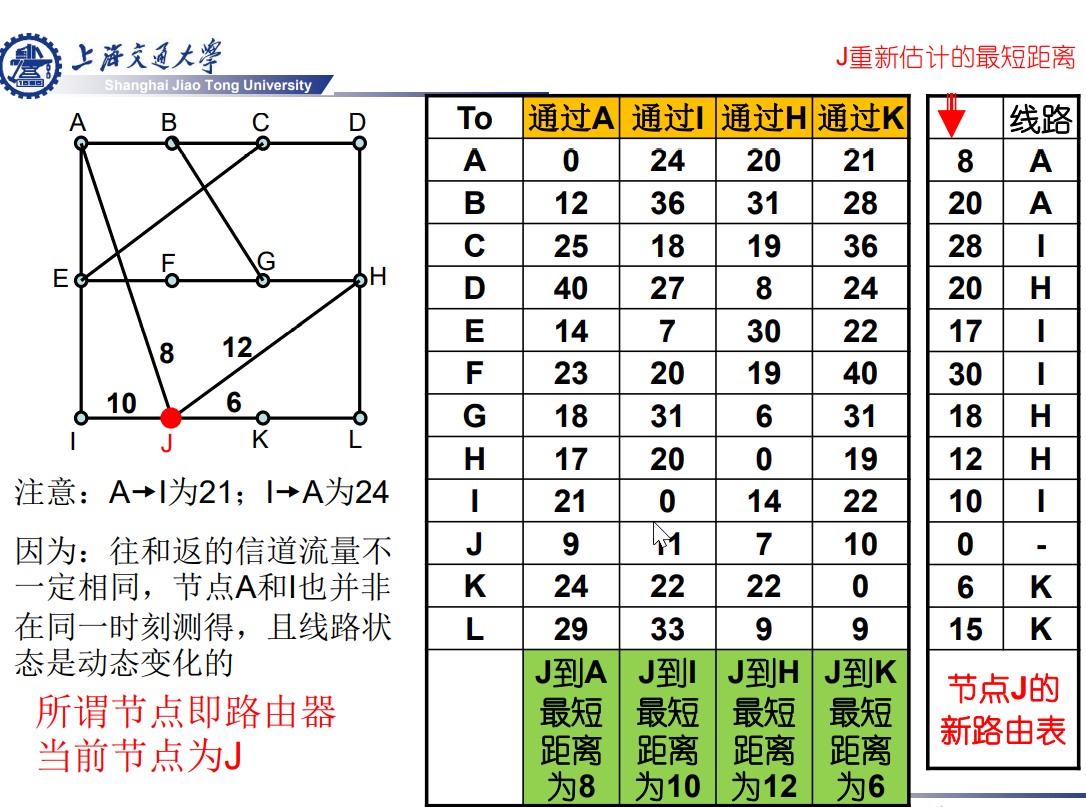 上海交通大学
Shanghai Jiao Tong University
J重新估计的最短距离
A B C D
E F G H
8 12
10 6
I J K L
注意：A→I为21；I→A为24
因为：往和返的信道流量不
一定相同，节点A和I也并非
在同一时刻测得，且线路状
态是动态变化的
所谓节点即路由器
当前节点为J
To 通过A 通过I 通过H 通过K 线路
A 0 24 20 21 8 A
B 12 36 31 28 20 A
C 25 18 19 36 28 I
D 40 27 8 24 20 H
E 14 7 30 22 17 I
F 23 20 19 40 30 I
G 18 31 6 31 18 H
H 17 20 0 19 12 H
I 21 0 14 22 10 I
J 9 11 7 10 0 -
K 24 22 22 0 6 K
L 29 33 9 9 15 K
J到A J到I J到H J到K
最短 最短 最短 最短
距离 距离 距离 距离
为8 为10 为12 为6
节点J的
新路由表